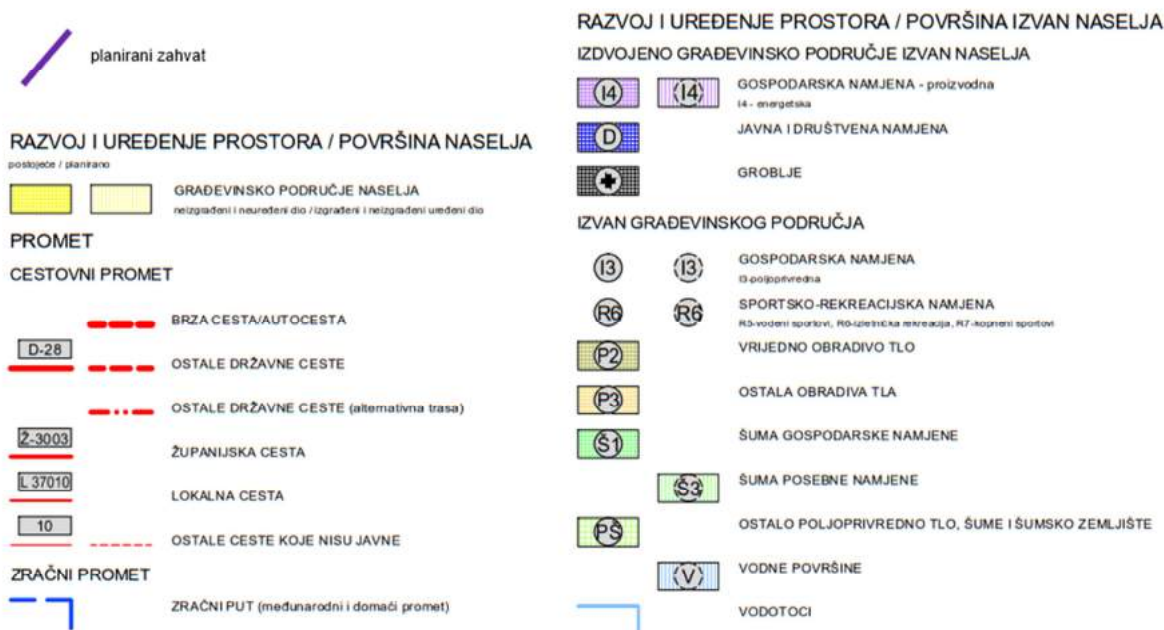 planirani zahvat
RAZVOJ I UREĐENJE PROSTORA / POVRŠINA NASELJA
postojeće / planirano
GRAĐEVINSKO PODRUČJE NASELJA
neizgrađeni i neuređeni dio / izgrađeni i neizgrađeni uređeni dio
PROMET
CESTOVNI PROMET
BRZA CESTA/AUTOCESTA
D-28
OSTALE DRŽAVNE CESTE
OSTALE DRŽAVNE CESTE (alternativna trasa)
Ž-3003
ŽUPANIJSKA CESTA
L 37010
LOKALNA CESTA
10
OSTALE CESTE KOJE NISU JAVNE
ZRAČNI PROMET
ZRAČNI PUT (međunarodni i domaći promet)
RAZVOJ I UREĐENJE PROSTORA / POVRŠINA IZVAN NASELJA
IZDVOJENO GRAĐEVINSKO PODRUČJE IZVAN NASELJA
I4 I4 GOSPODARSKA NAMJENA - proizvodna
I4 - energetska
D JAVNA I DRUŠTVENA NAMJENA
GROBLJE
IZVAN GRAĐEVINSKOG PODRUČJA
I3 I3 GOSPODARSKA NAMJENA
I3-poljoprivredna
R6 R6 SPORTSKO-REKREACIJSKA NAMJENA
R5-vodeni sportovi, R6-izletnička rekreacija, R7-kopneni sportovi
P2 VRIJEDNO OBRADIVO TLO
P3 OSTALA OBRADIVA TLA
Š1 ŠUMA GOSPODARSKE NAMJENE
Š3 ŠUMA POSEBNE NAMJENE
PŠ OSTALO POLJOPRIVREDNO TLO, ŠUME I ŠUMSKO ZEMLJIŠTE
V VODNE POVRŠINE
VODOTOCI